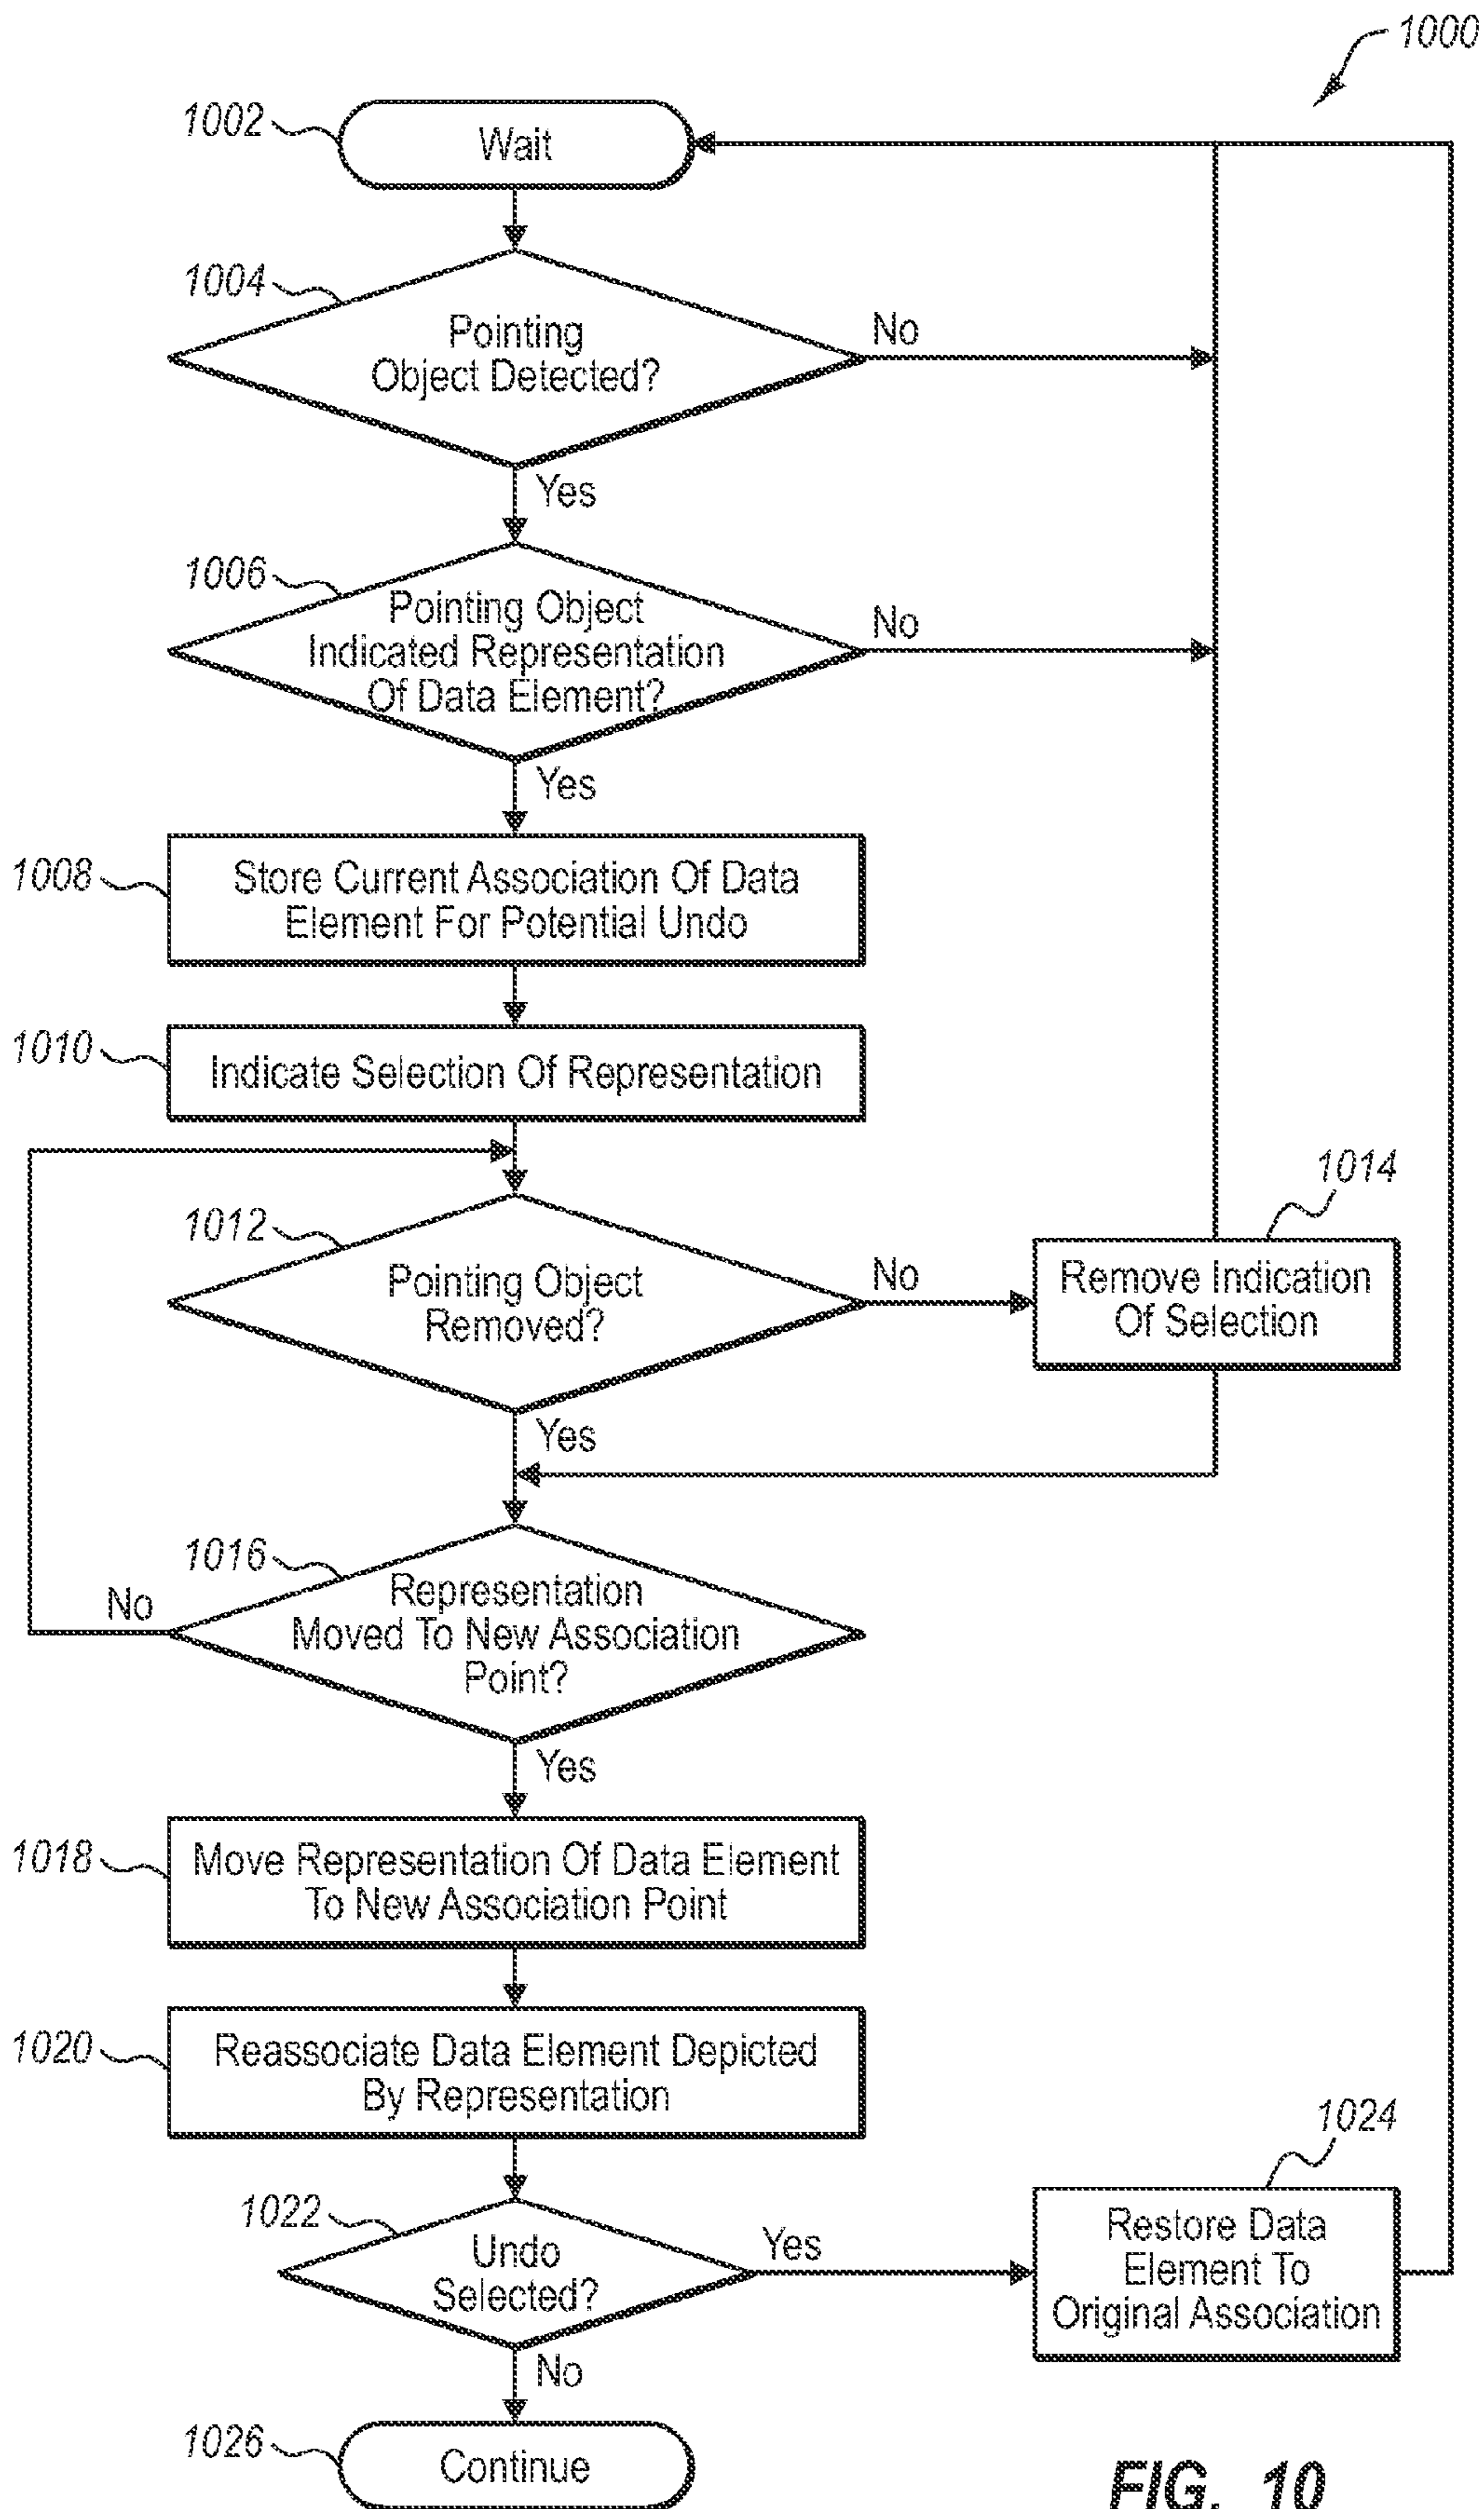 1000
1002
Wait
1004
Pointing
Object Detected?
No
Yes
1006
Pointing Object
Indicated Representation
Of Data Element?
No
Yes
1008
Store Current Association Of Data
Element For Potential Undo
1010
Indicate Selection Of Representation
1012
Pointing Object
Removed?
No
1014
Remove Indication
Of Selection
Yes
1016
Representation
Moved To New Association
Point?
No
Yes
1018
Move Representation Of Data Element
To New Association Point
1020
Reassociate Data Element Depicted
By Representation
1022
Undo
Selected?
Yes
1024
Restore Data
Element To
Original Association
No
1026
Continue
FIG. 10